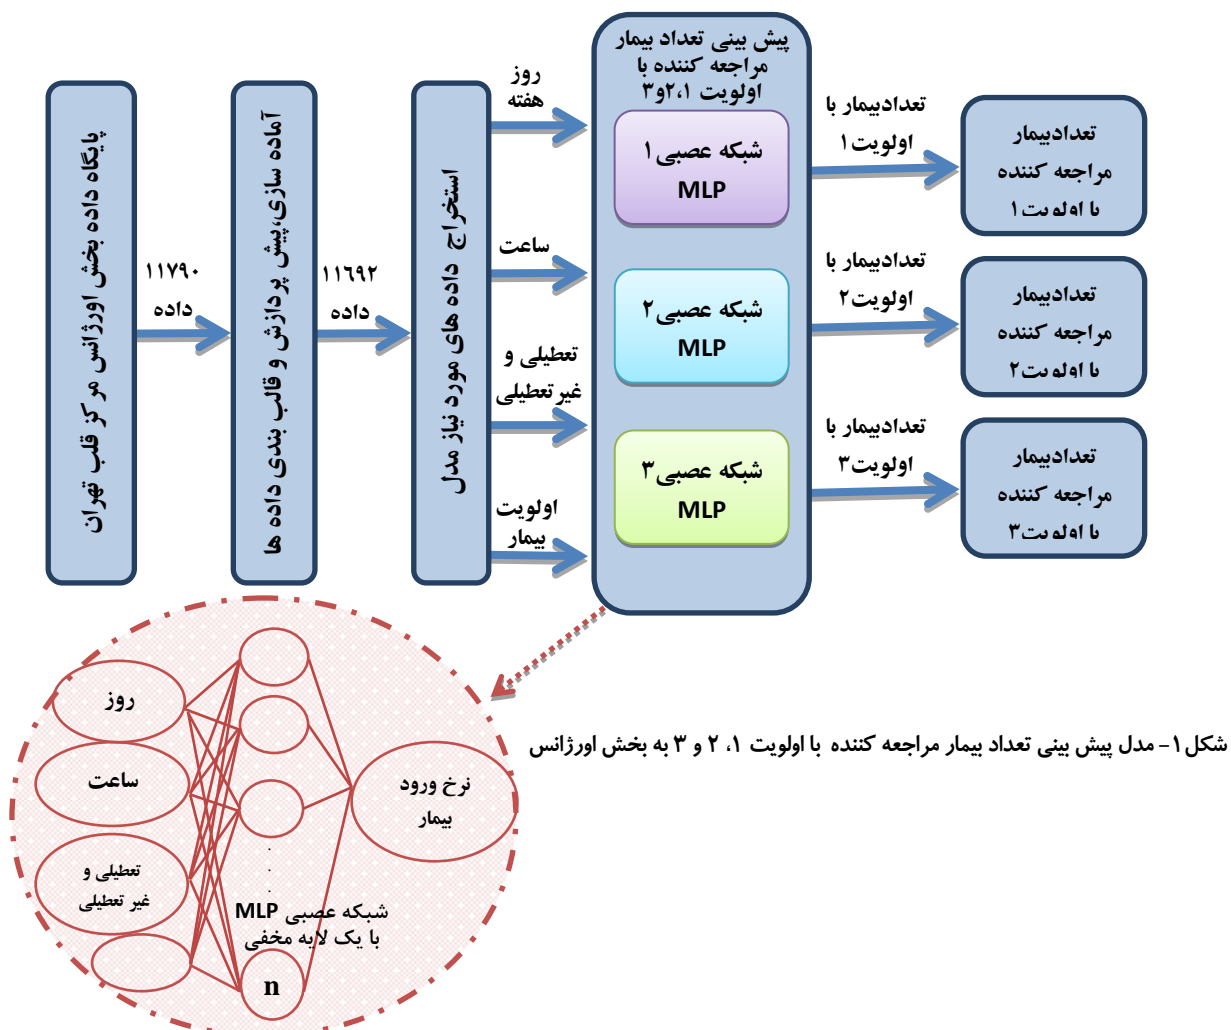 پایگاه داده بخش اورژانس مرکز قلب تهران
۱۱۷۹۰
داده
آماده سازی،پیش پردازش و قالب بندی داده ها
۱۱٦۹۲
داده
استخراج داده های مورد نیاز مدل
روز
هفته
ساعت
تعطیلی و
غیرتعطیلی
اولویت
بیمار
پیش بینی تعداد بیمار
مراجعه کننده با
اولویت ۲،۱و۳
شبکه عصبی۱
MLP
شبکه عصبی۲
MLP
شبکه عصبی۳
MLP
تعدادبیمار با
اولویت۱
تعدادبیمار با
اولویت۲
تعدادبیمار با
اولویت۳
تعدادبیمار
مراجعه کننده
با اولویت۱
تعدادبیمار
مراجعه کننده
با اولویت۲
تعدادبیمار
مراجعه کننده
با اولویت۳
روز
ساعت
تعطیلی و
غیر تعطیلی
نرخ ورود
بیمار
شبکه عصبی MLP
با یک لایه مخفی
n
شکل۱- مدل پیش بینی تعداد بیمار مراجعه کننده با اولویت ۱، ۲ و ۳ به بخش اورژانس